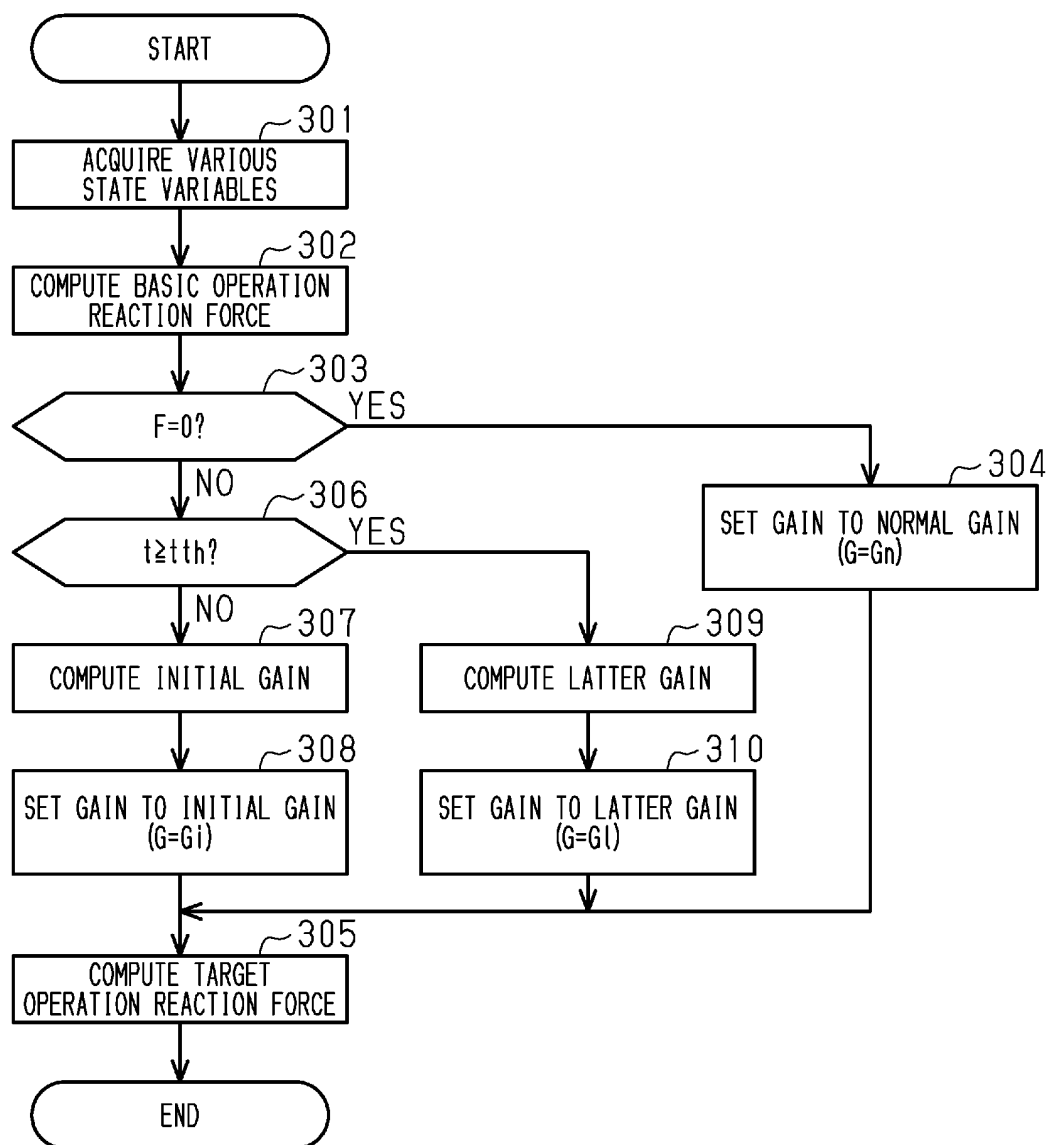 START
301
ACQUIRE VARIOUS
STATE VARIABLES
302
COMPUTE BASIC OPERATION
REACTION FORCE
303
F=0?
YES
NO
304
SET GAIN TO NORMAL GAIN
(G=Gn)
306
t≧tth?
YES
NO
307
COMPUTE INITIAL GAIN
309
COMPUTE LATTER GAIN
308
SET GAIN TO INITIAL GAIN
(G=Gi)
310
SET GAIN TO LATTER GAIN
(G=Gl)
305
COMPUTE TARGET
OPERATION REACTION FORCE
END